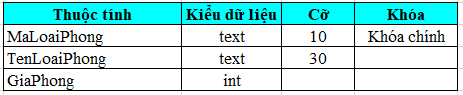 Thuộc tính Kiểu dữ liệu Cỡ Khóa
MaLoaiPhong text 10 Khóa chính
TenLoaiPhong text 30
GiaPhong int